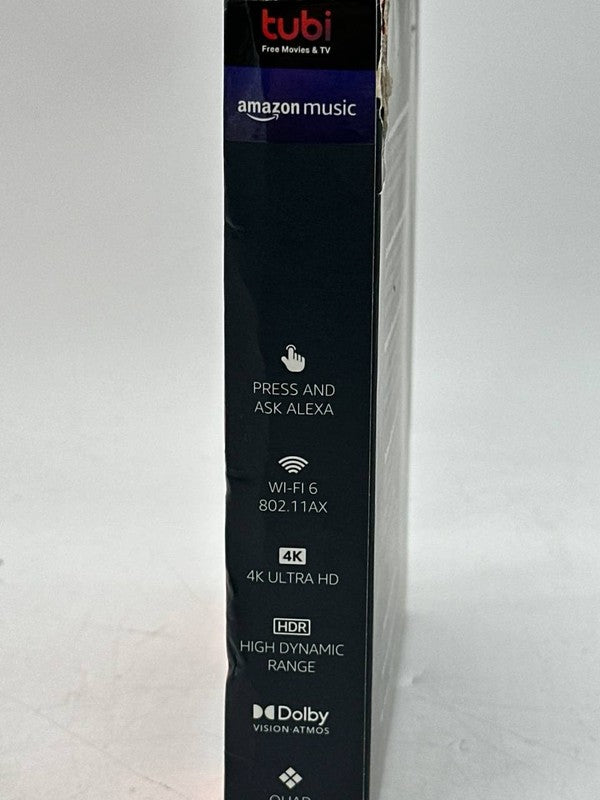 tubi
Free Movies & TV
amazon music
PRESS AND
ASK ALEXA
WI-FI 6
802.11AX
4K
4K ULTRA HD
HDR
HIGH DYNAMIC
RANGE
Dolby
VISION·ATMOS
QUAD